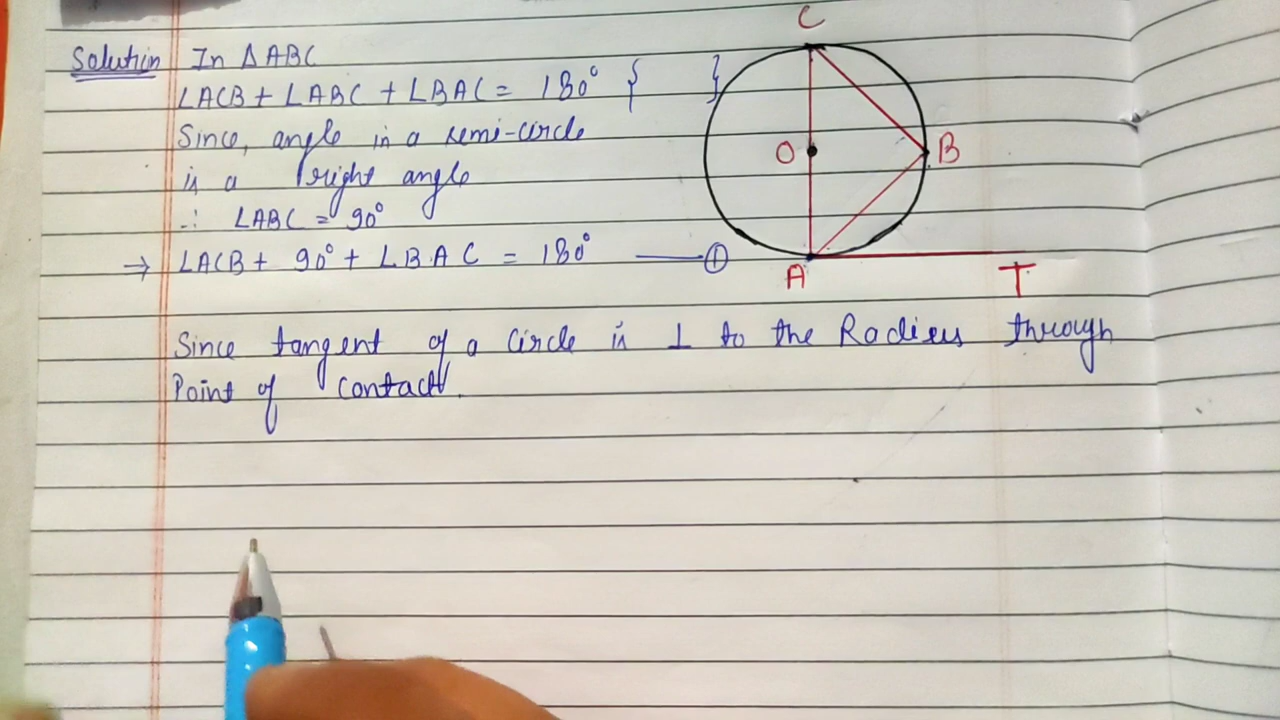 Solution In ΔABC
∠ACB + ∠ABC + ∠BAC = 180° { }
Since, angle in a semi-circle
is a right angle
∴ ∠ABC = 90°
⇒ ∠ACB + 90° + ∠BAC = 180° — ①
Since tangent of a circle is ⊥ to the Radius through
Point of contact.
C
O
B
A
T